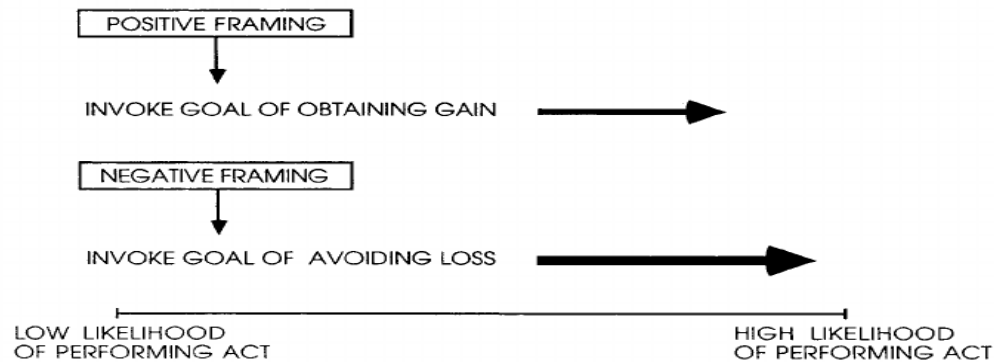 POSITIVE FRAMING
INVOKE GOAL OF OBTAINING GAIN
NEGATIVE FRAMING
INVOKE GOAL OF AVOIDING LOSS
LOW LIKELIHOOD
OF PERFORMING ACT
HIGH LIKELIHOOD
OF PERFORMING ACT